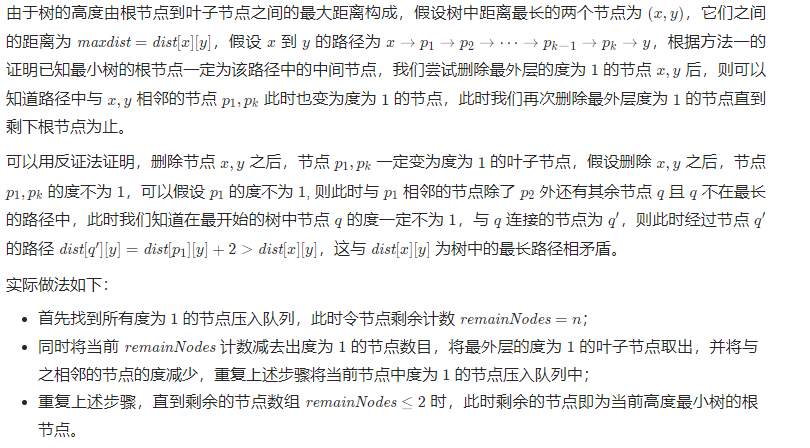 由于树的高度由根节点到叶子节点之间的最大距离构成，假设树中距离最长的两个节点为 (x, y)，它们之间
的距离为 maxdist = dist[x][y]，假设 x 到 y 的路径为 x → p₁ → p₂ → ⋯ → pₖ₋₁ → pₖ → y，根据方法一的
证明已知最小树的根节点一定为该路径中的中间节点，我们尝试删除最外层的度为 1 的节点 x, y 后，则可以
知道路径中与 x, y 相邻的节点 p₁, pₖ 此时也变为度为 1 的节点，此时我们再次删除最外层度为 1 的节点直到
剩下根节点为止。
可以用反证法证明，删除节点 x, y 之后，节点 p₁, pₖ 一定变为度为 1 的叶子节点，假设删除 x, y 之后，节点
p₁, pₖ 的度不为 1，可以假设 p₁ 的度不为 1, 则此时与 p₁ 相邻的节点除了 p₂ 外还有其余节点 q 且 q 不在最长
的路径中，此时我们知道在最开始的树中节点 q 的度一定不为 1，与 q 连接的节点为 q′，则此时经过节点 q′
的路径 dist[q′][y] = dist[p₁][y] + 2 > dist[x][y]，这与 dist[x][y] 为树中的最长路径相矛盾。
实际做法如下：
• 首先找到所有度为 1 的节点压入队列，此时令节点剩余计数 remainNodes = n；
• 同时将当前 remainNodes 计数减去出度为 1 的节点数目，将最外层的度为 1 的叶子节点取出，并将与
之相邻的节点的度减少，重复上述步骤将当前节点中度为 1 的节点压入队列中；
• 重复上述步骤，直到剩余的节点数组 remainNodes ≤ 2 时，此时剩余的节点即为当前高度最小树的根
节点。